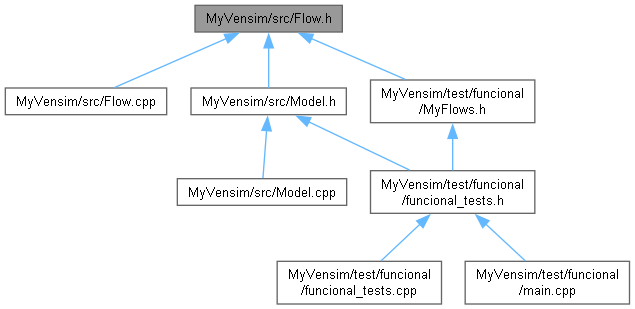 MyVensim/src/Flow.h
MyVensim/src/Flow.cpp
MyVensim/src/Model.h
MyVensim/test/funcional
/MyFlows.h
MyVensim/src/Model.cpp
MyVensim/test/funcional
/funcional_tests.h
MyVensim/test/funcional
/funcional_tests.cpp
MyVensim/test/funcional
/main.cpp